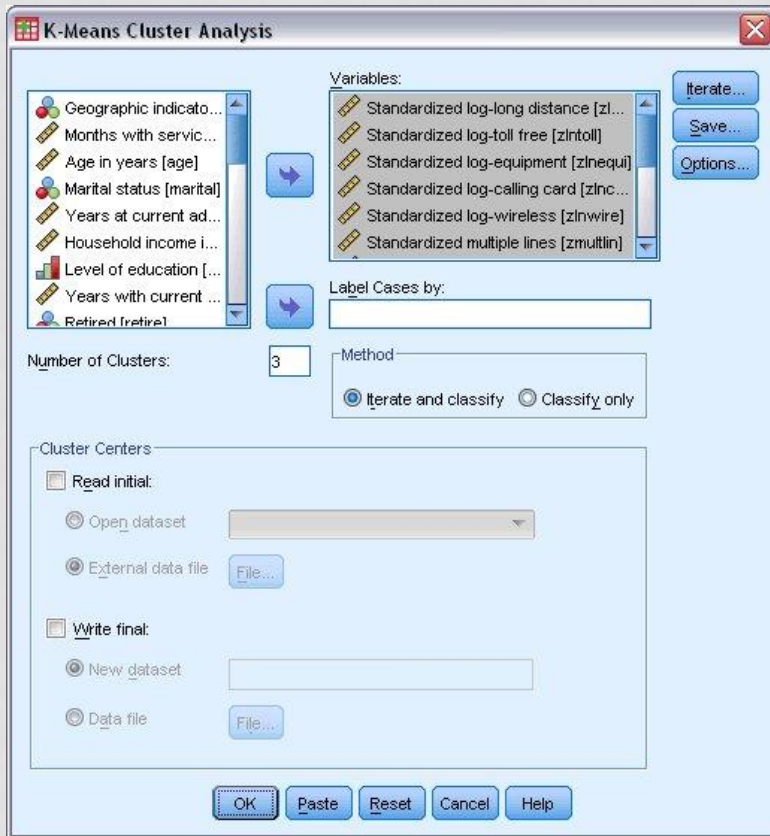 K-Means Cluster Analysis
Geographic indicato...
Months with servic...
Age in years [age]
Marital status [marital]
Years at current ad...
Household income i...
Level of education [...
Years with current ...
Retired [retire]
Variables:
Standardized log-long distance [zl...
Standardized log-toll free [zlntoll]
Standardized log-equipment [zlnequi]
Standardized log-calling card [zlnc...
Standardized log-wireless [zlnwire]
Standardized multiple lines [zmultlin]
Iterate...
Save...
Options...
Label Cases by:
Number of Clusters:
3
Method
Iterate and classify
Classify only
Cluster Centers
Read initial:
Open dataset
External data file
File...
Write final:
New dataset
Data file
File...
OK
Paste
Reset
Cancel
Help